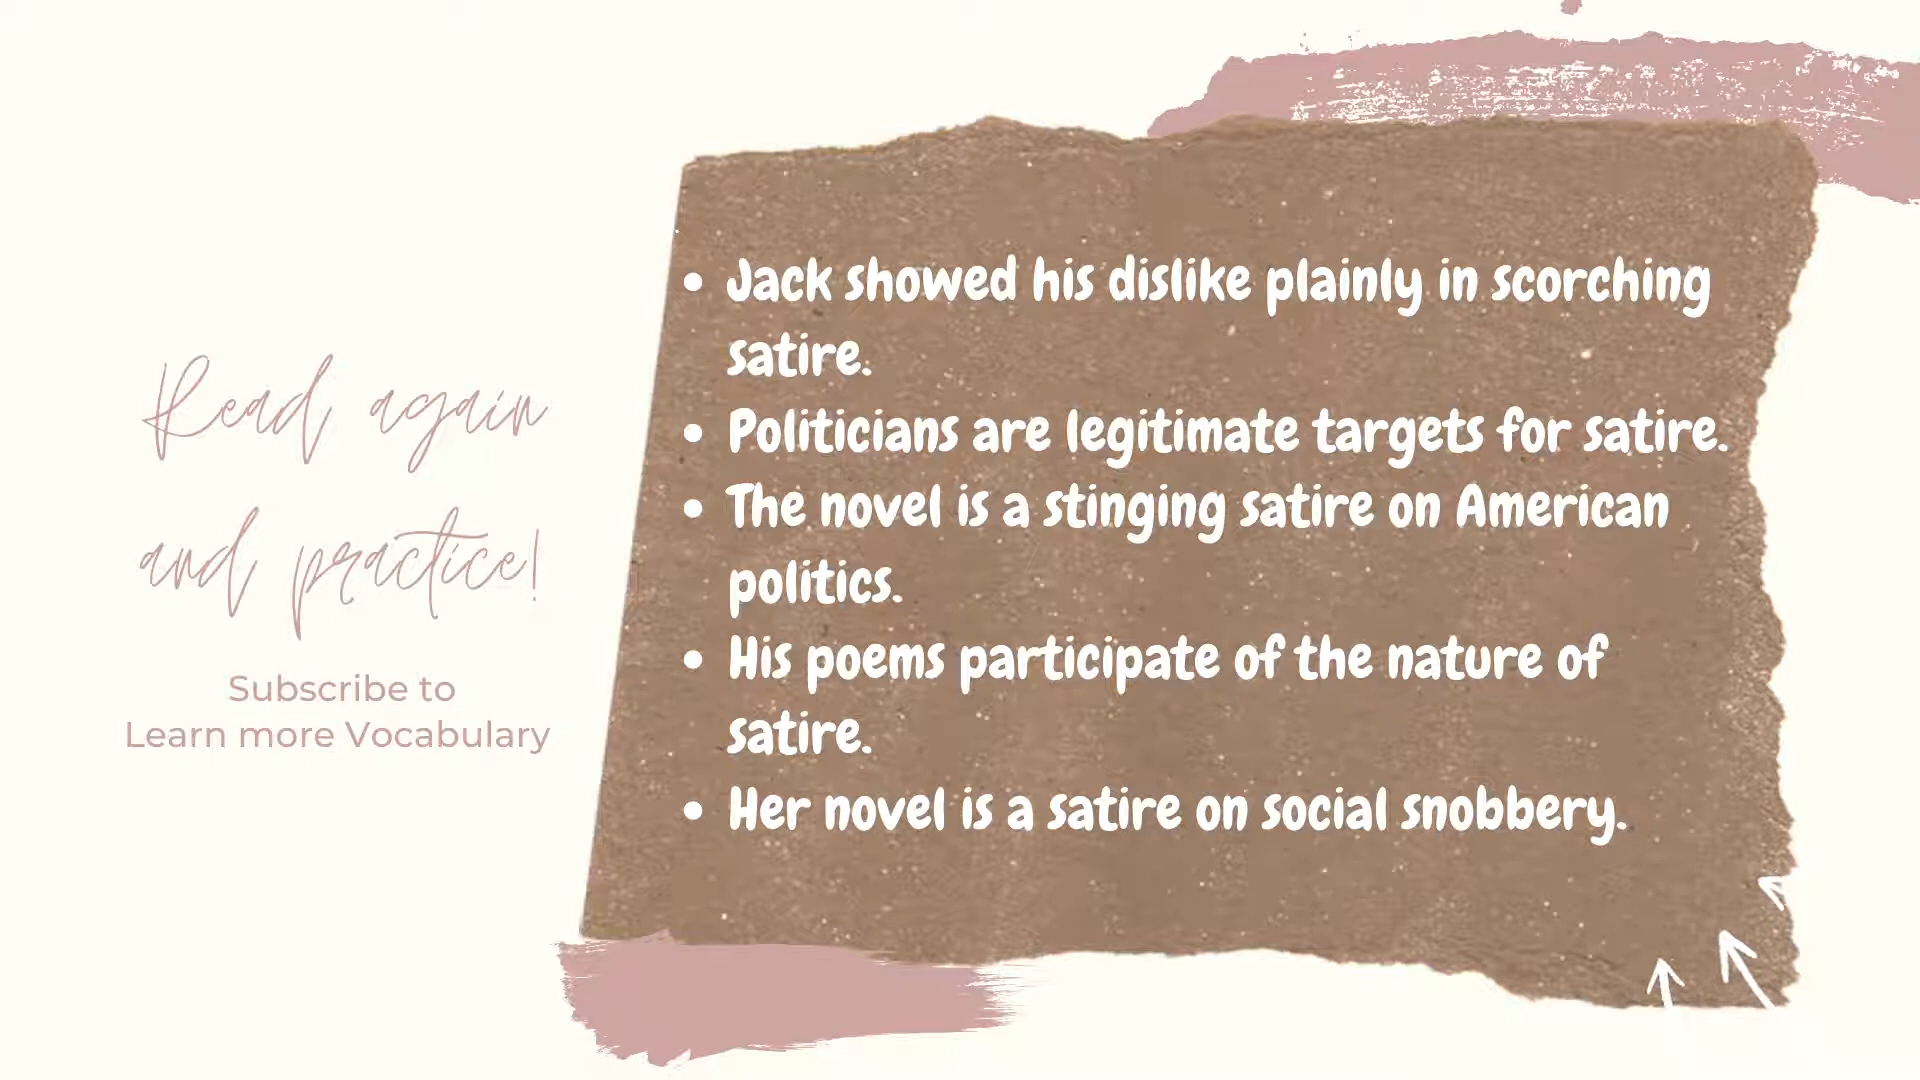 Read again
and practice!
Subscribe to
Learn more Vocabulary
• Jack showed his dislike plainly in scorching
satire.
• Politicians are legitimate targets for satire.
• The novel is a stinging satire on American
politics.
• His poems participate of the nature of
satire.
• Her novel is a satire on social snobbery.